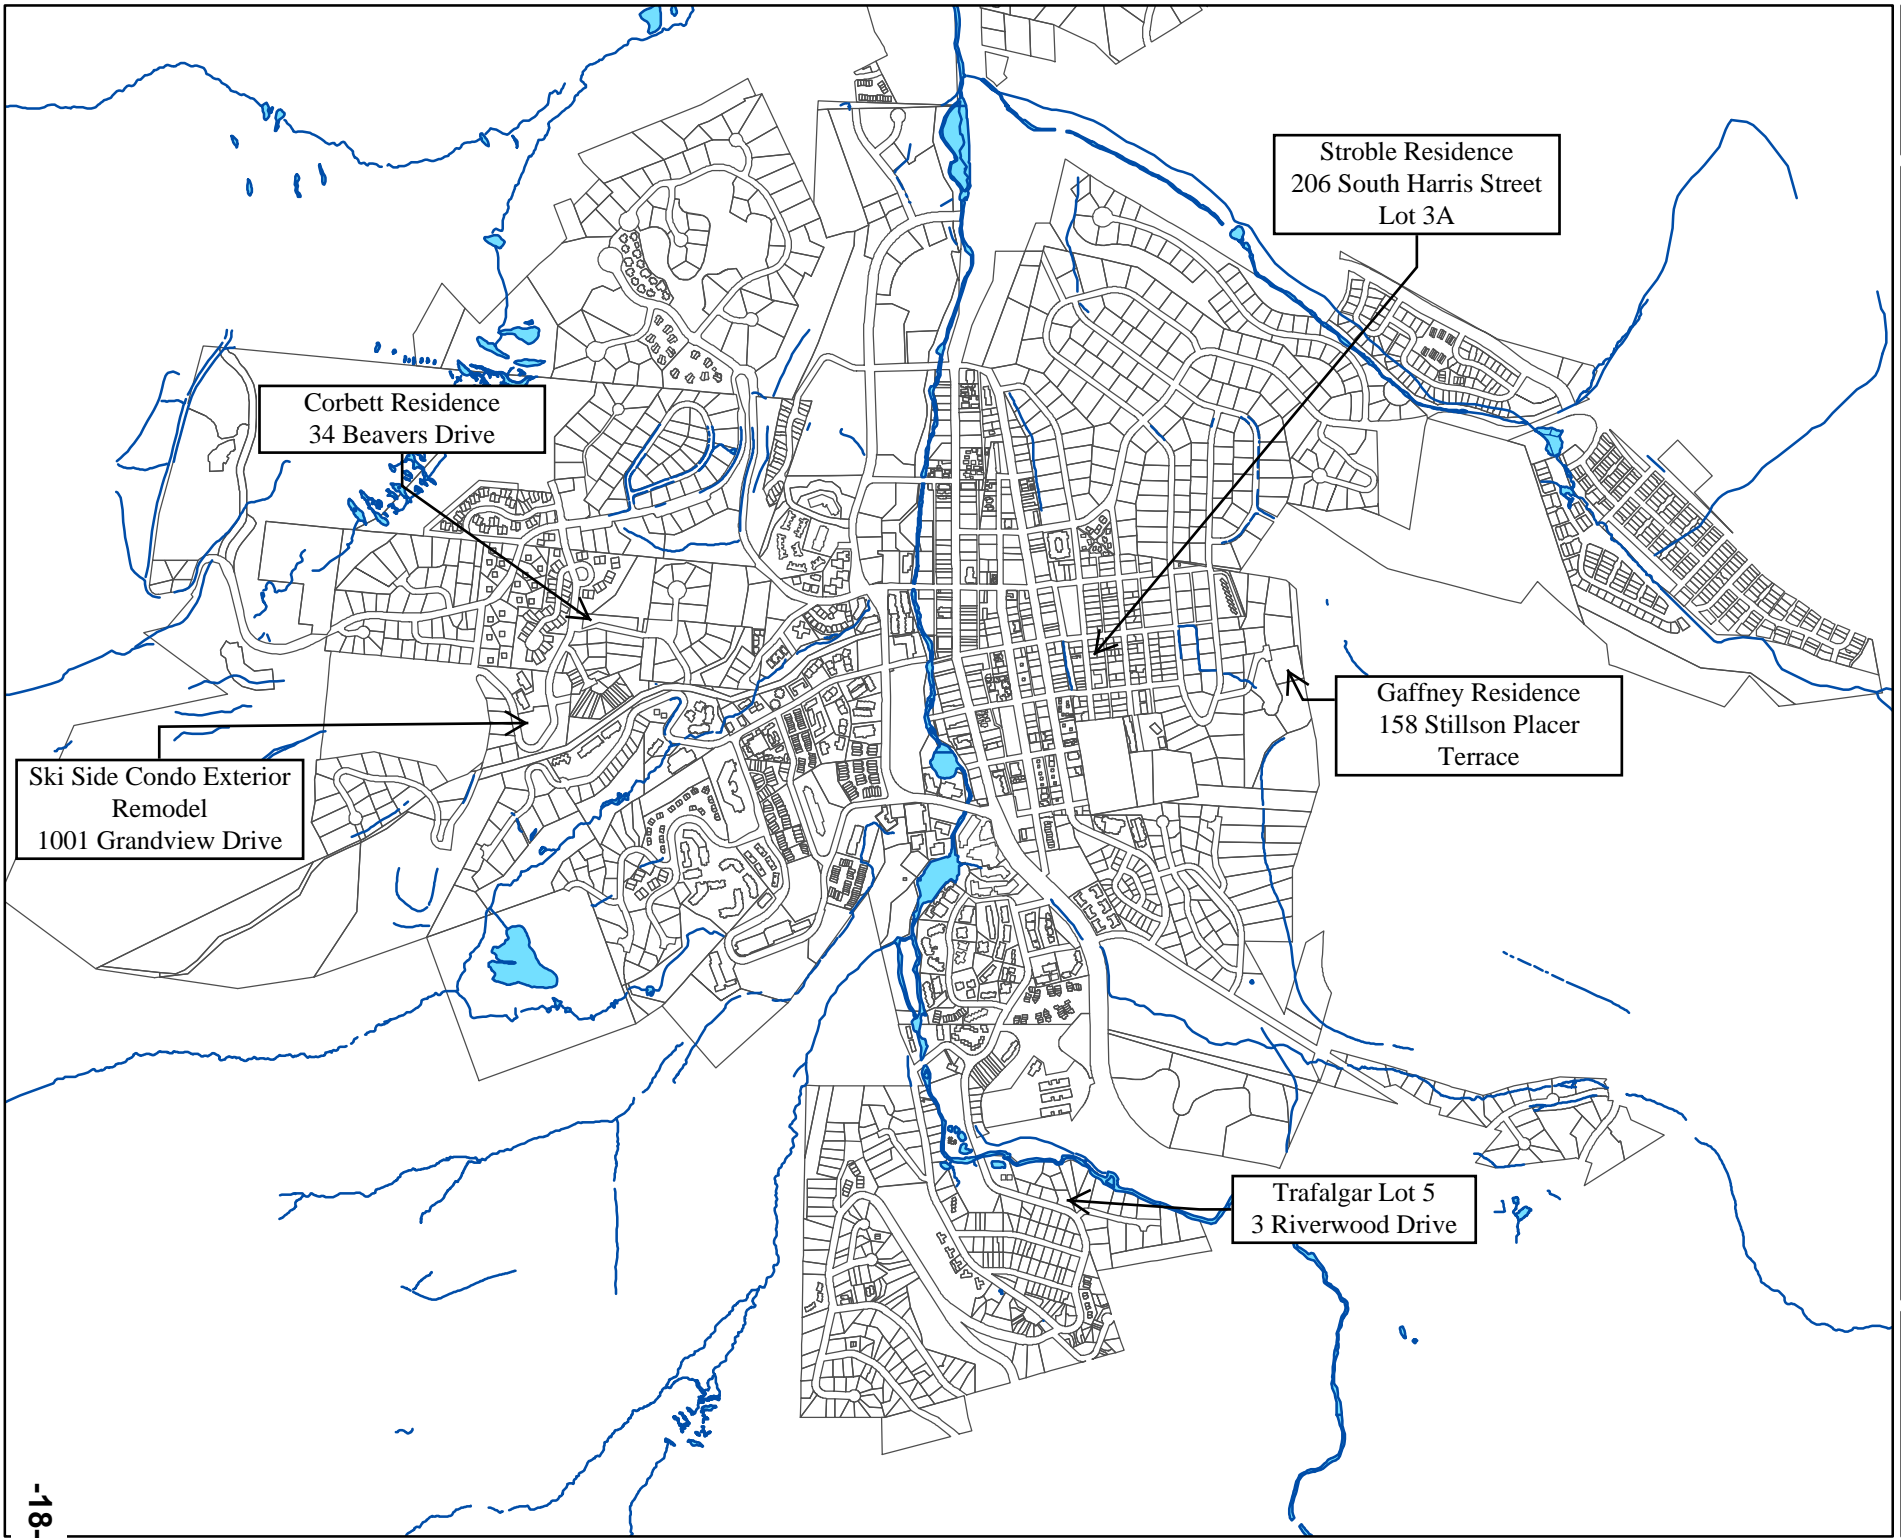 Stroble Residence
206 South Harris Street
Lot 3A
Corbett Residence
34 Beavers Drive
Gaffney Residence
158 Stillson Placer
Terrace
Ski Side Condo Exterior
Remodel
1001 Grandview Drive
Trafalgar Lot 5
3 Riverwood Drive
-18-